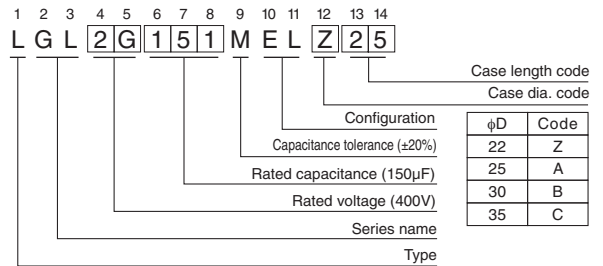 1 2 3 4 5 6 7 8 9 10 11 12 13 14
L G L 2 G 1 5 1 M E L Z 2 5
Case length code
Case dia. code
Configuration
Capacitance tolerance (±20%)
Rated capacitance (150µF)
Rated voltage (400V)
Series name
Type
φD Code
22 Z
25 A
30 B
35 C